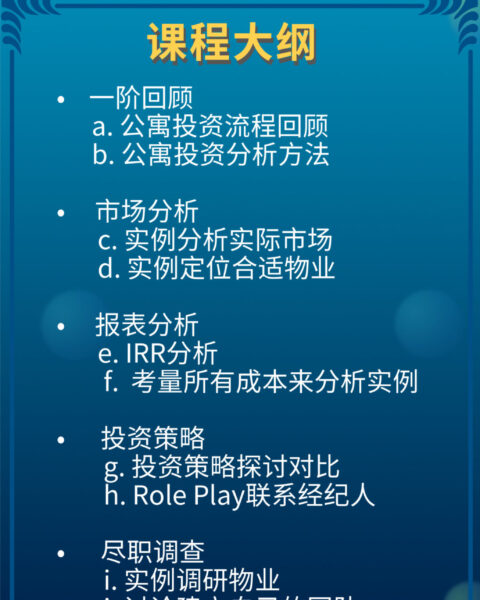 课程大纲
• 一阶回顾
a. 公寓投资流程回顾
b. 公寓投资分析方法
• 市场分析
c. 实例分析实际市场
d. 实例定位合适物业
• 报表分析
e. IRR分析
f. 考量所有成本来分析实例
• 投资策略
g. 投资策略探讨对比
h. Role Play联系经纪人
• 尽职调查
i. 实例调研物业